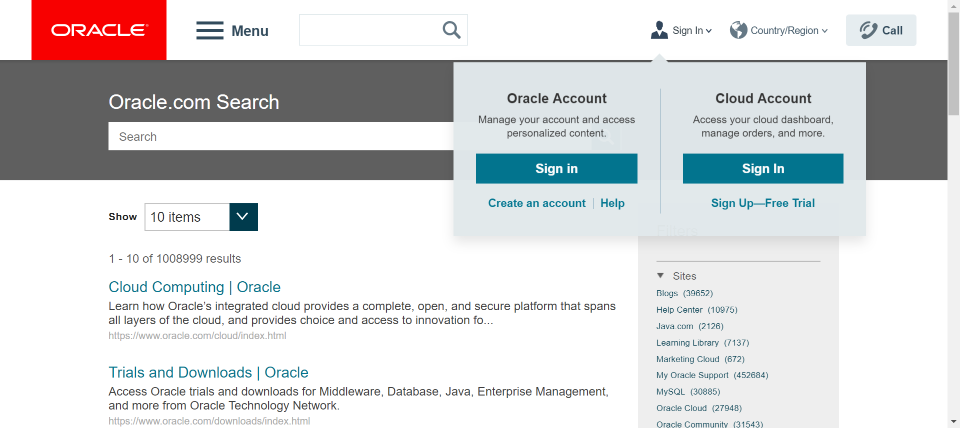 ORACLE
Menu
Sign In
Country/Region
Call
Oracle.com Search
Search
Oracle Account
Manage your account and access
personalized content.
Sign in
Create an account | Help
Cloud Account
Access your cloud dashboard,
manage orders, and more.
Sign In
Sign Up—Free Trial
Show
10 items
1 - 10 of 1008999 results
Cloud Computing | Oracle
Learn how Oracle's integrated cloud provides a complete, open, and secure platform that spans
all layers of the cloud, and provides choice and access to innovation fo...
https://www.oracle.com/cloud/index.html
Trials and Downloads | Oracle
Access Oracle trials and downloads for Middleware, Database, Java, Enterprise Management,
and more from Oracle Technology Network.
https://www.oracle.com/downloads/index.html
Sites
Blogs (39652)
Help Center (10975)
Java.com (2126)
Learning Library (7137)
Marketing Cloud (672)
My Oracle Support (452684)
MySQL (30885)
Oracle Cloud (27948)
Oracle Community (31543)